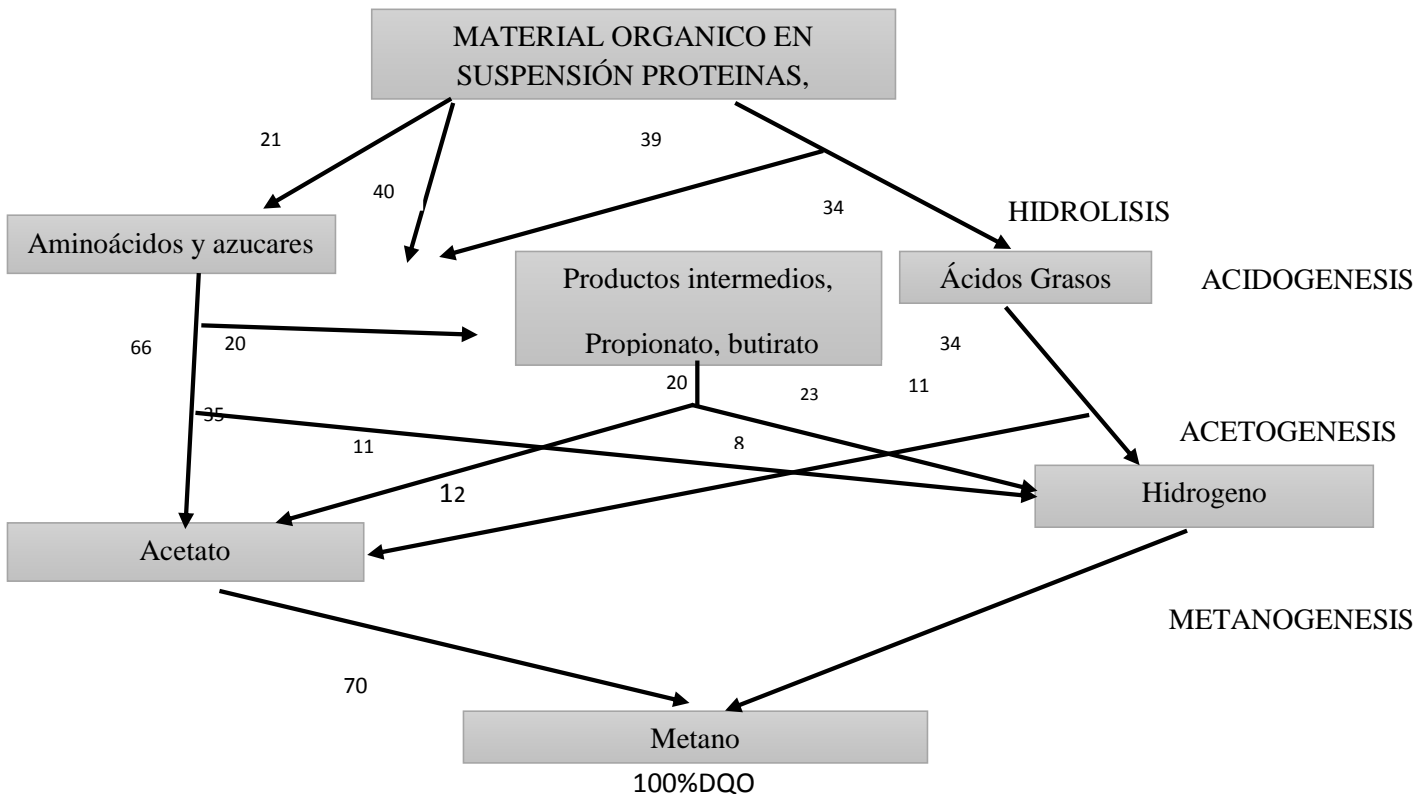 MATERIAL ORGANICO EN
SUSPENSIÓN PROTEINAS,
21
39
40
34
HIDROLISIS
Aminoácidos y azucares
Productos intermedios,
Propionato, butirato
Ácidos Grasos
ACIDOGENESIS
66
20
34
20
23
11
35
11
8
ACETOGENESIS
12
Hidrogeno
Acetato
METANOGENESIS
70
Metano
100%DQO